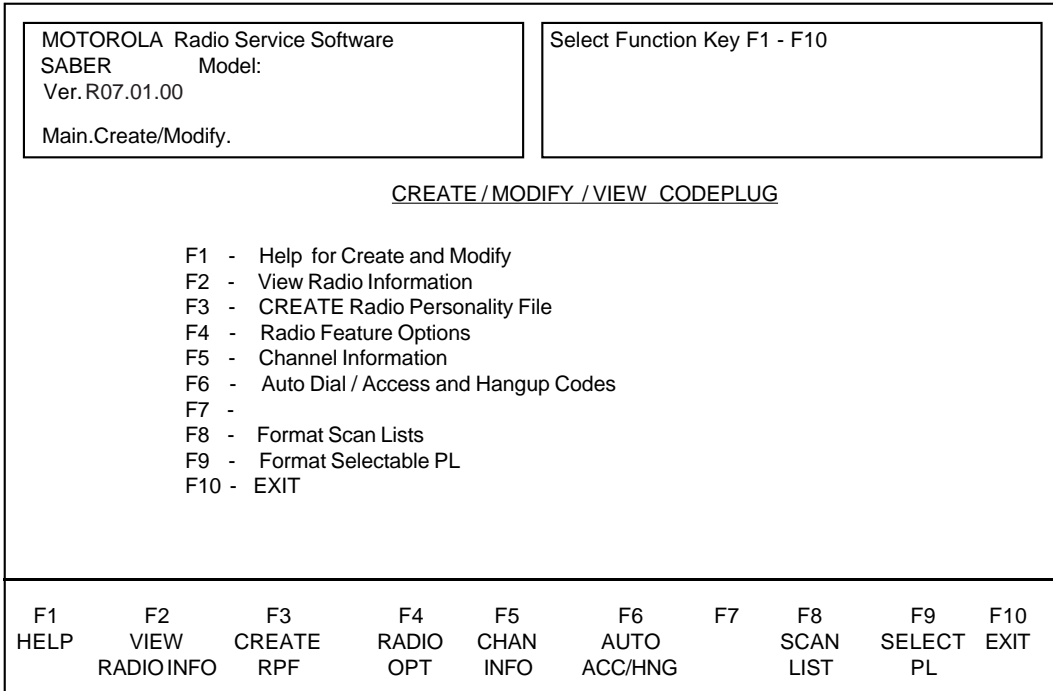 MOTOROLA Radio Service Software
SABER Model:
Ver. R07.01.00
Main.Create/Modify.
Select Function Key F1 - F10
CREATE / MODIFY / VIEW CODEPLUG
F1 - Help for Create and Modify
F2 - View Radio Information
F3 - CREATE Radio Personality File
F4 - Radio Feature Options
F5 - Channel Information
F6 - Auto Dial / Access and Hangup Codes
F7 -
F8 - Format Scan Lists
F9 - Format Selectable PL
F10 - EXIT
F1 F2 F3 F4 F5 F6 F7 F8 F9 F10
HELP VIEW CREATE RADIO CHAN AUTO SCAN SELECT EXIT
RADIO INFO RPF OPT INFO ACC/HNG LIST PL